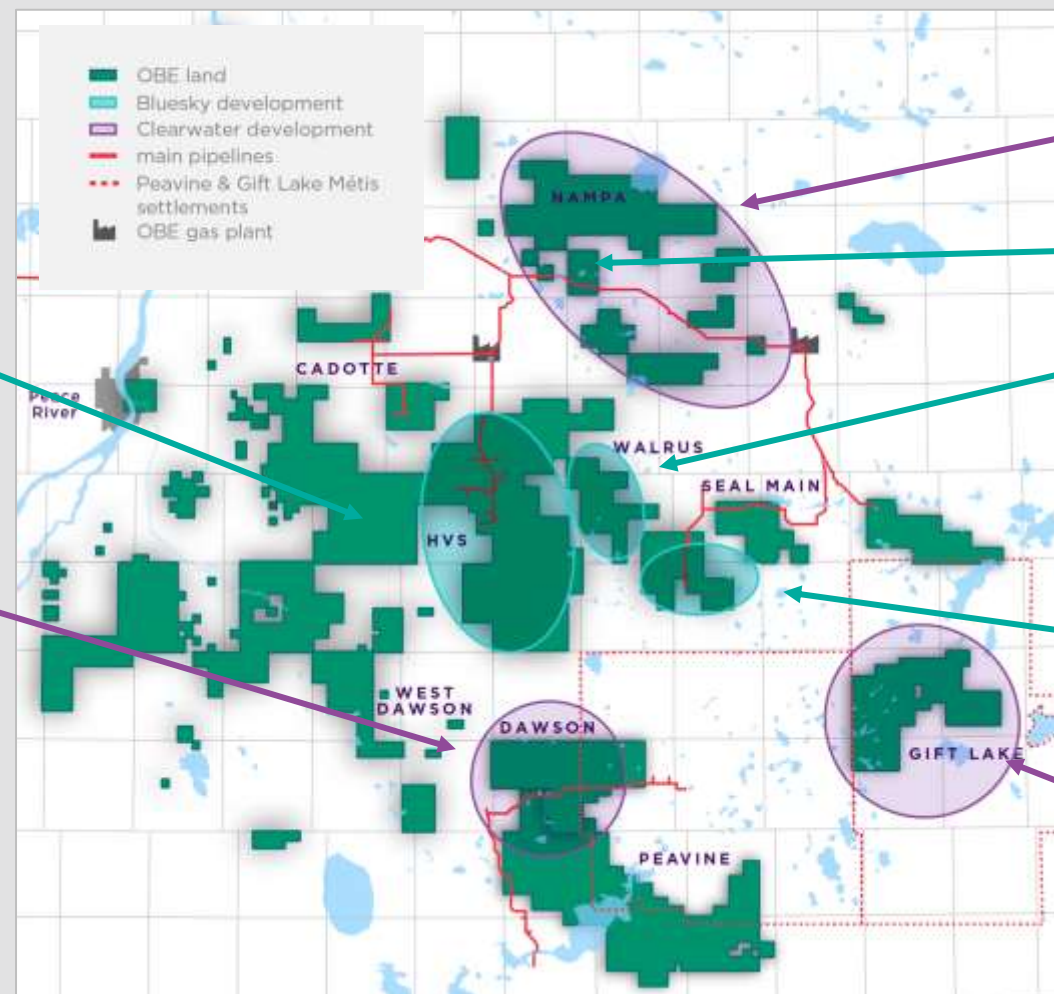 OBE land
Bluesky development
Clearwater development
main pipelines
Peavine & Gift Lake Métis
settlements
OBE gas plant
NAMPA
CADOTTE
Peace
River
WALRUS
SEAL MAIN
HVS
WEST
DAWSON
DAWSON
GIFT LAKE
PEAVINE